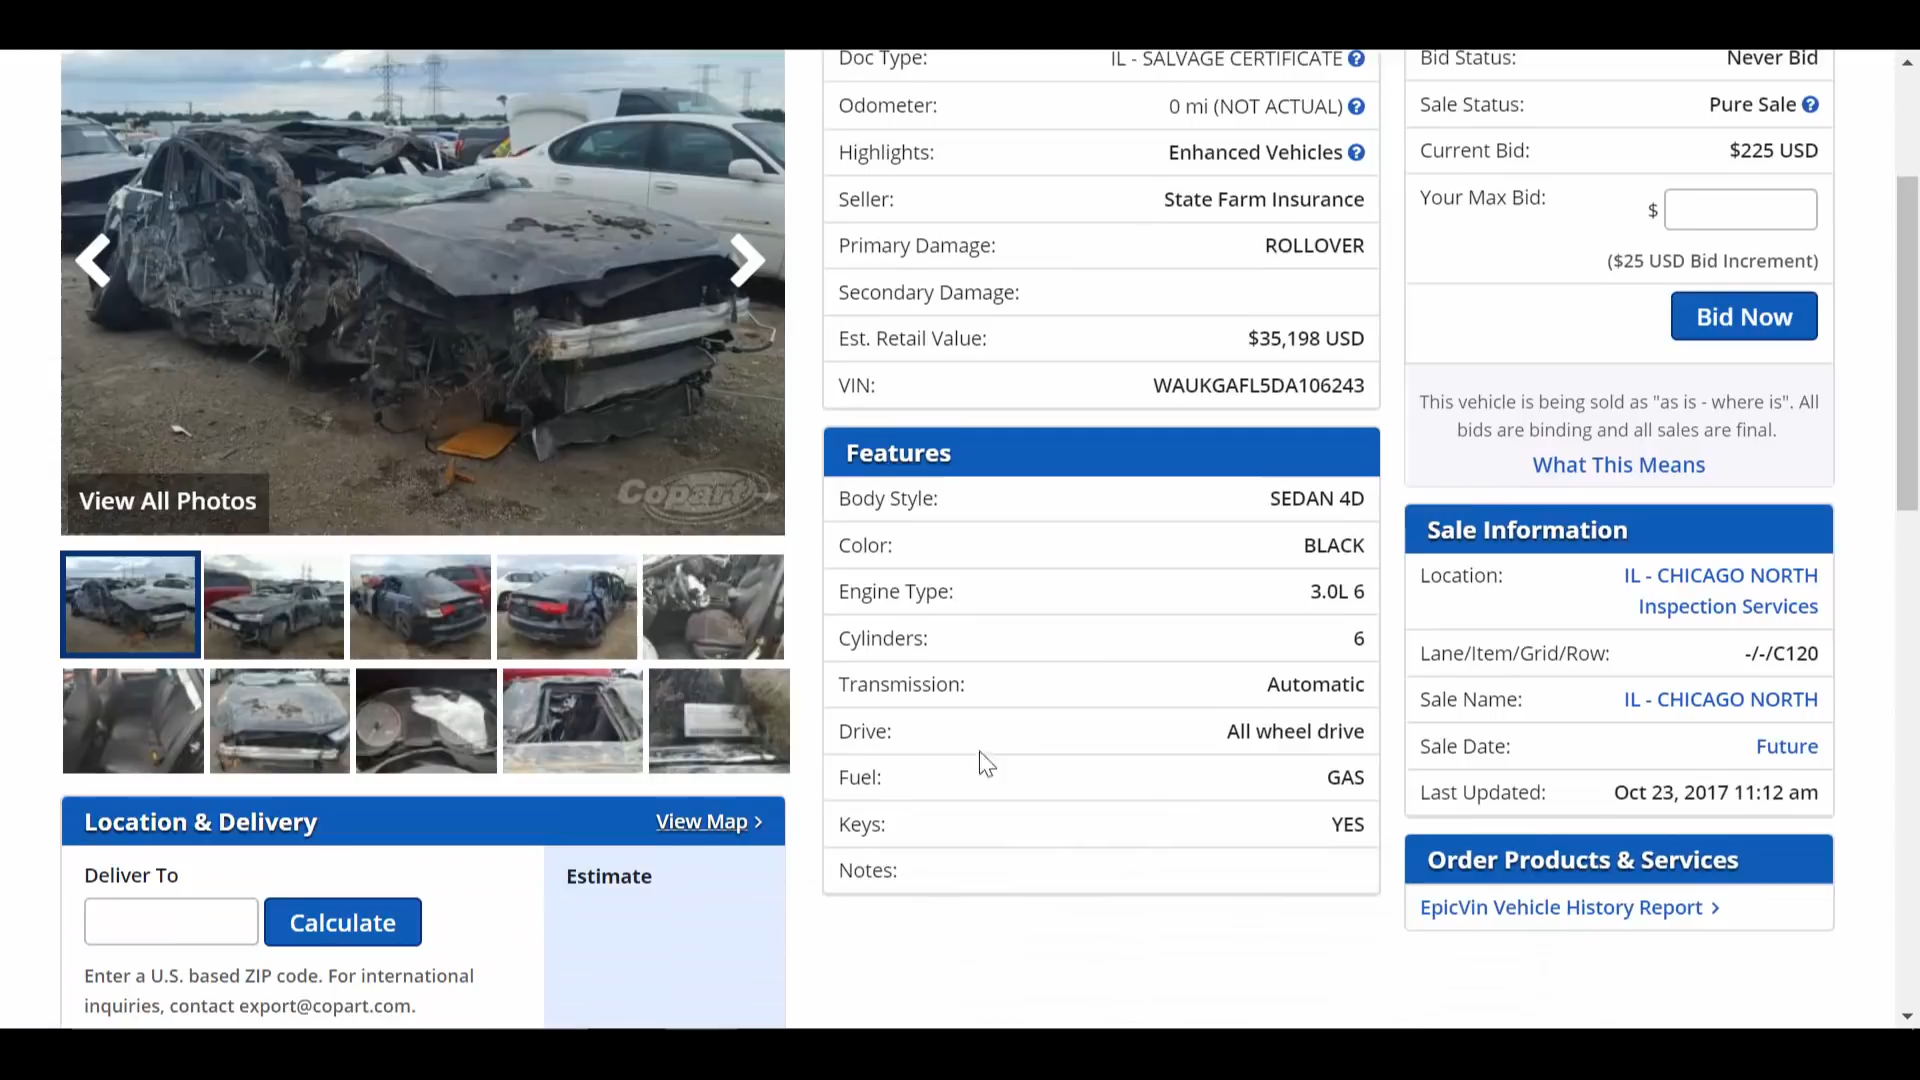 Doc Type: IL - SALVAGE CERTIFICATE ?
Odometer: 0 mi (NOT ACTUAL) ?
Highlights: Enhanced Vehicles ?
Seller: State Farm Insurance
Primary Damage: ROLLOVER
Secondary Damage:
Est. Retail Value: $35,198 USD
VIN: WAUKGAFL5DA106243
Features
Body Style: SEDAN 4D
Color: BLACK
Engine Type: 3.0L 6
Cylinders: 6
Transmission: Automatic
Drive: All wheel drive
Fuel: GAS
Keys: YES
Notes:
Bid Status: Never Bid
Sale Status: Pure Sale ?
Current Bid: $225 USD
Your Max Bid: $
($25 USD Bid Increment)
Bid Now
This vehicle is being sold as "as is - where is". All
bids are binding and all sales are final.
What This Means
Sale Information
Location: IL - CHICAGO NORTH
Inspection Services
Lane/Item/Grid/Row: -/-/C120
Sale Name: IL - CHICAGO NORTH
Sale Date: Future
Last Updated: Oct 23, 2017 11:12 am
Order Products & Services
EpicVin Vehicle History Report >
View All Photos
Copart
Location & Delivery View Map >
Deliver To
Calculate
Estimate
Enter a U.S. based ZIP code. For international
inquiries, contact export@copart.com.